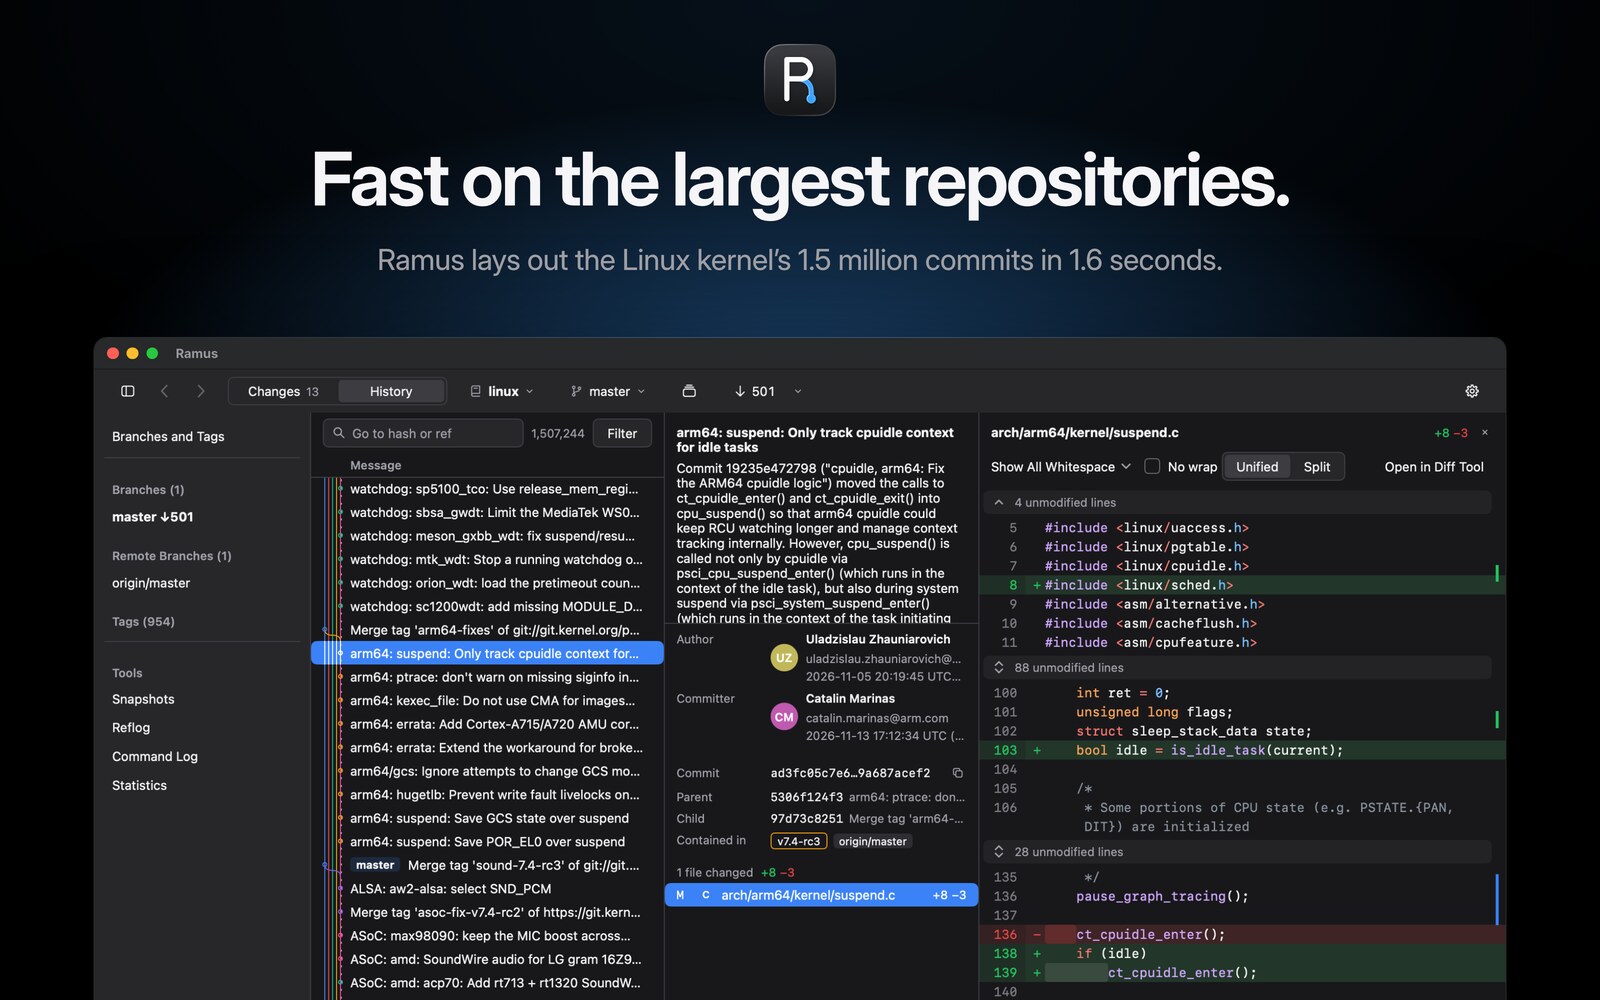 R
Fast on the largest repositories.
Ramus lays out the Linux kernel's 1.5 million commits in 1.6 seconds.
Ramus
Changes 13
History
linux
master
↓ 501
Branches and Tags
Branches (1)
master ↓501
Remote Branches (1)
origin/master
Tags (954)
Tools
Snapshots
Reflog
Command Log
Statistics
Go to hash or ref
1,507,244
Filter
Message
watchdog: sp5100_tco: Use release_mem_regi...
watchdog: sbsa_gwdt: Limit the MediaTek WS0...
watchdog: meson_gxbb_wdt: fix suspend/resu...
watchdog: mtk_wdt: Stop a running watchdog o...
watchdog: orion_wdt: load the pretimeout coun...
watchdog: sc1200wdt: add missing MODULE_D...
Merge tag 'arm64-fixes' of git://git.kernel.org/p...
arm64: suspend: Only track cpuidle context for...
arm64: ptrace: don't warn on missing siginfo in...
arm64: kexec_file: Do not use CMA for images...
arm64: errata: Add Cortex-A715/A720 AMU cor...
arm64: errata: Extend the workaround for broke...
arm64/gcs: Ignore attempts to change GCS mo...
arm64: hugetlb: Prevent write fault livelocks on...
arm64: suspend: Save GCS state over suspend
arm64: suspend: Save POR_EL0 over suspend
master Merge tag 'sound-7.4-rc3' of git://git....
ALSA: aw2-alsa: select SND_PCM
Merge tag 'asoc-fix-v7.4-rc2' of https://git.kern...
ASoC: max98090: keep the MIC boost across...
ASoC: amd: SoundWire audio for LG gram 16Z9...
ASoC: amd: acp70: Add rt713 + rt1320 SoundW...
arm64: suspend: Only track cpuidle context
for idle tasks
Commit 19235e472798 ("cpuidle, arm64: Fix
the ARM64 cpuidle logic") moved the calls to
ct_cpuidle_enter() and ct_cpuidle_exit() into
cpu_suspend() so that arm64 cpuidle could
keep RCU watching longer and manage context
tracking internally. However, cpu_suspend() is
called not only by cpuidle via
psci_cpu_suspend_enter() (which runs in the
context of the idle task), but also during system
suspend via psci_system_suspend_enter()
(which runs in the context of the task initiating
Author
UZ
Uladzislau Zhauniarovich
uladzislau.zhauniarovich@...
2026-11-05 20:19:45 UTC...
Committer
CM
Catalin Marinas
catalin.marinas@arm.com
2026-11-13 17:12:34 UTC (...
Commit ad3fc05c7e6…9a687acef2
Parent 5306f124f3 arm64: ptrace: don...
Child 97d73c8251 Merge tag 'arm64-...
Contained in v7.4-rc3 origin/master
1 file changed +8 −3
M C arch/arm64/kernel/suspend.c +8 −3
arch/arm64/kernel/suspend.c +8 −3 ×
Show All Whitespace
No wrap
Unified
Split
Open in Diff Tool
4 unmodified lines
5 #include <linux/uaccess.h>
6 #include <linux/pgtable.h>
7 #include <linux/cpuidle.h>
8 + #include <linux/sched.h>
9 #include <asm/alternative.h>
10 #include <asm/cacheflush.h>
11 #include <asm/cpufeature.h>
88 unmodified lines
100 int ret = 0;
101 unsigned long flags;
102 struct sleep_stack_data state;
103 + bool idle = is_idle_task(current);
104
105 /*
106 * Some portions of CPU state (e.g. PSTATE.{PAN,
DIT}) are initialized
28 unmodified lines
135 */
136 pause_graph_tracing();
137
136 − ct_cpuidle_enter();
138 + if (idle)
139 + ct_cpuidle_enter();
140